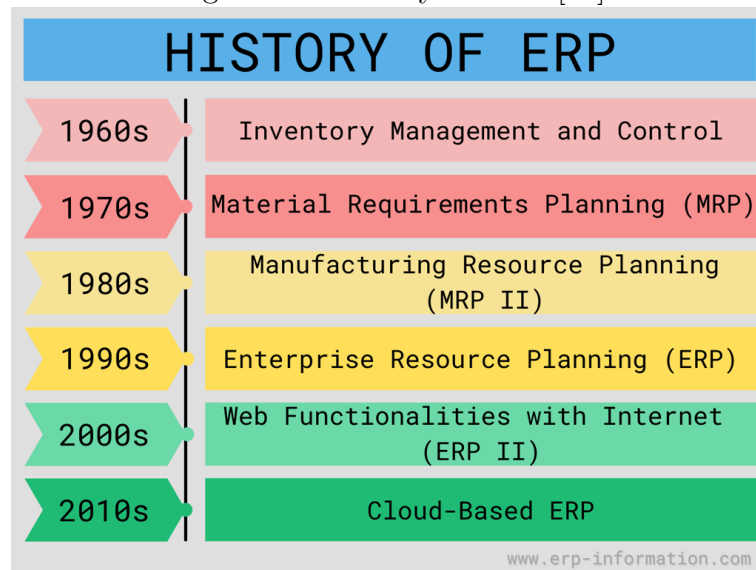 HISTORY OF ERP
1960s
Inventory Management and Control
1970s
Material Requirements Planning (MRP)
1980s
Manufacturing Resource Planning
(MRP II)
1990s
Enterprise Resource Planning (ERP)
2000s
Web Functionalities with Internet
(ERP II)
2010s
Cloud-Based ERP
www.erp-information.com